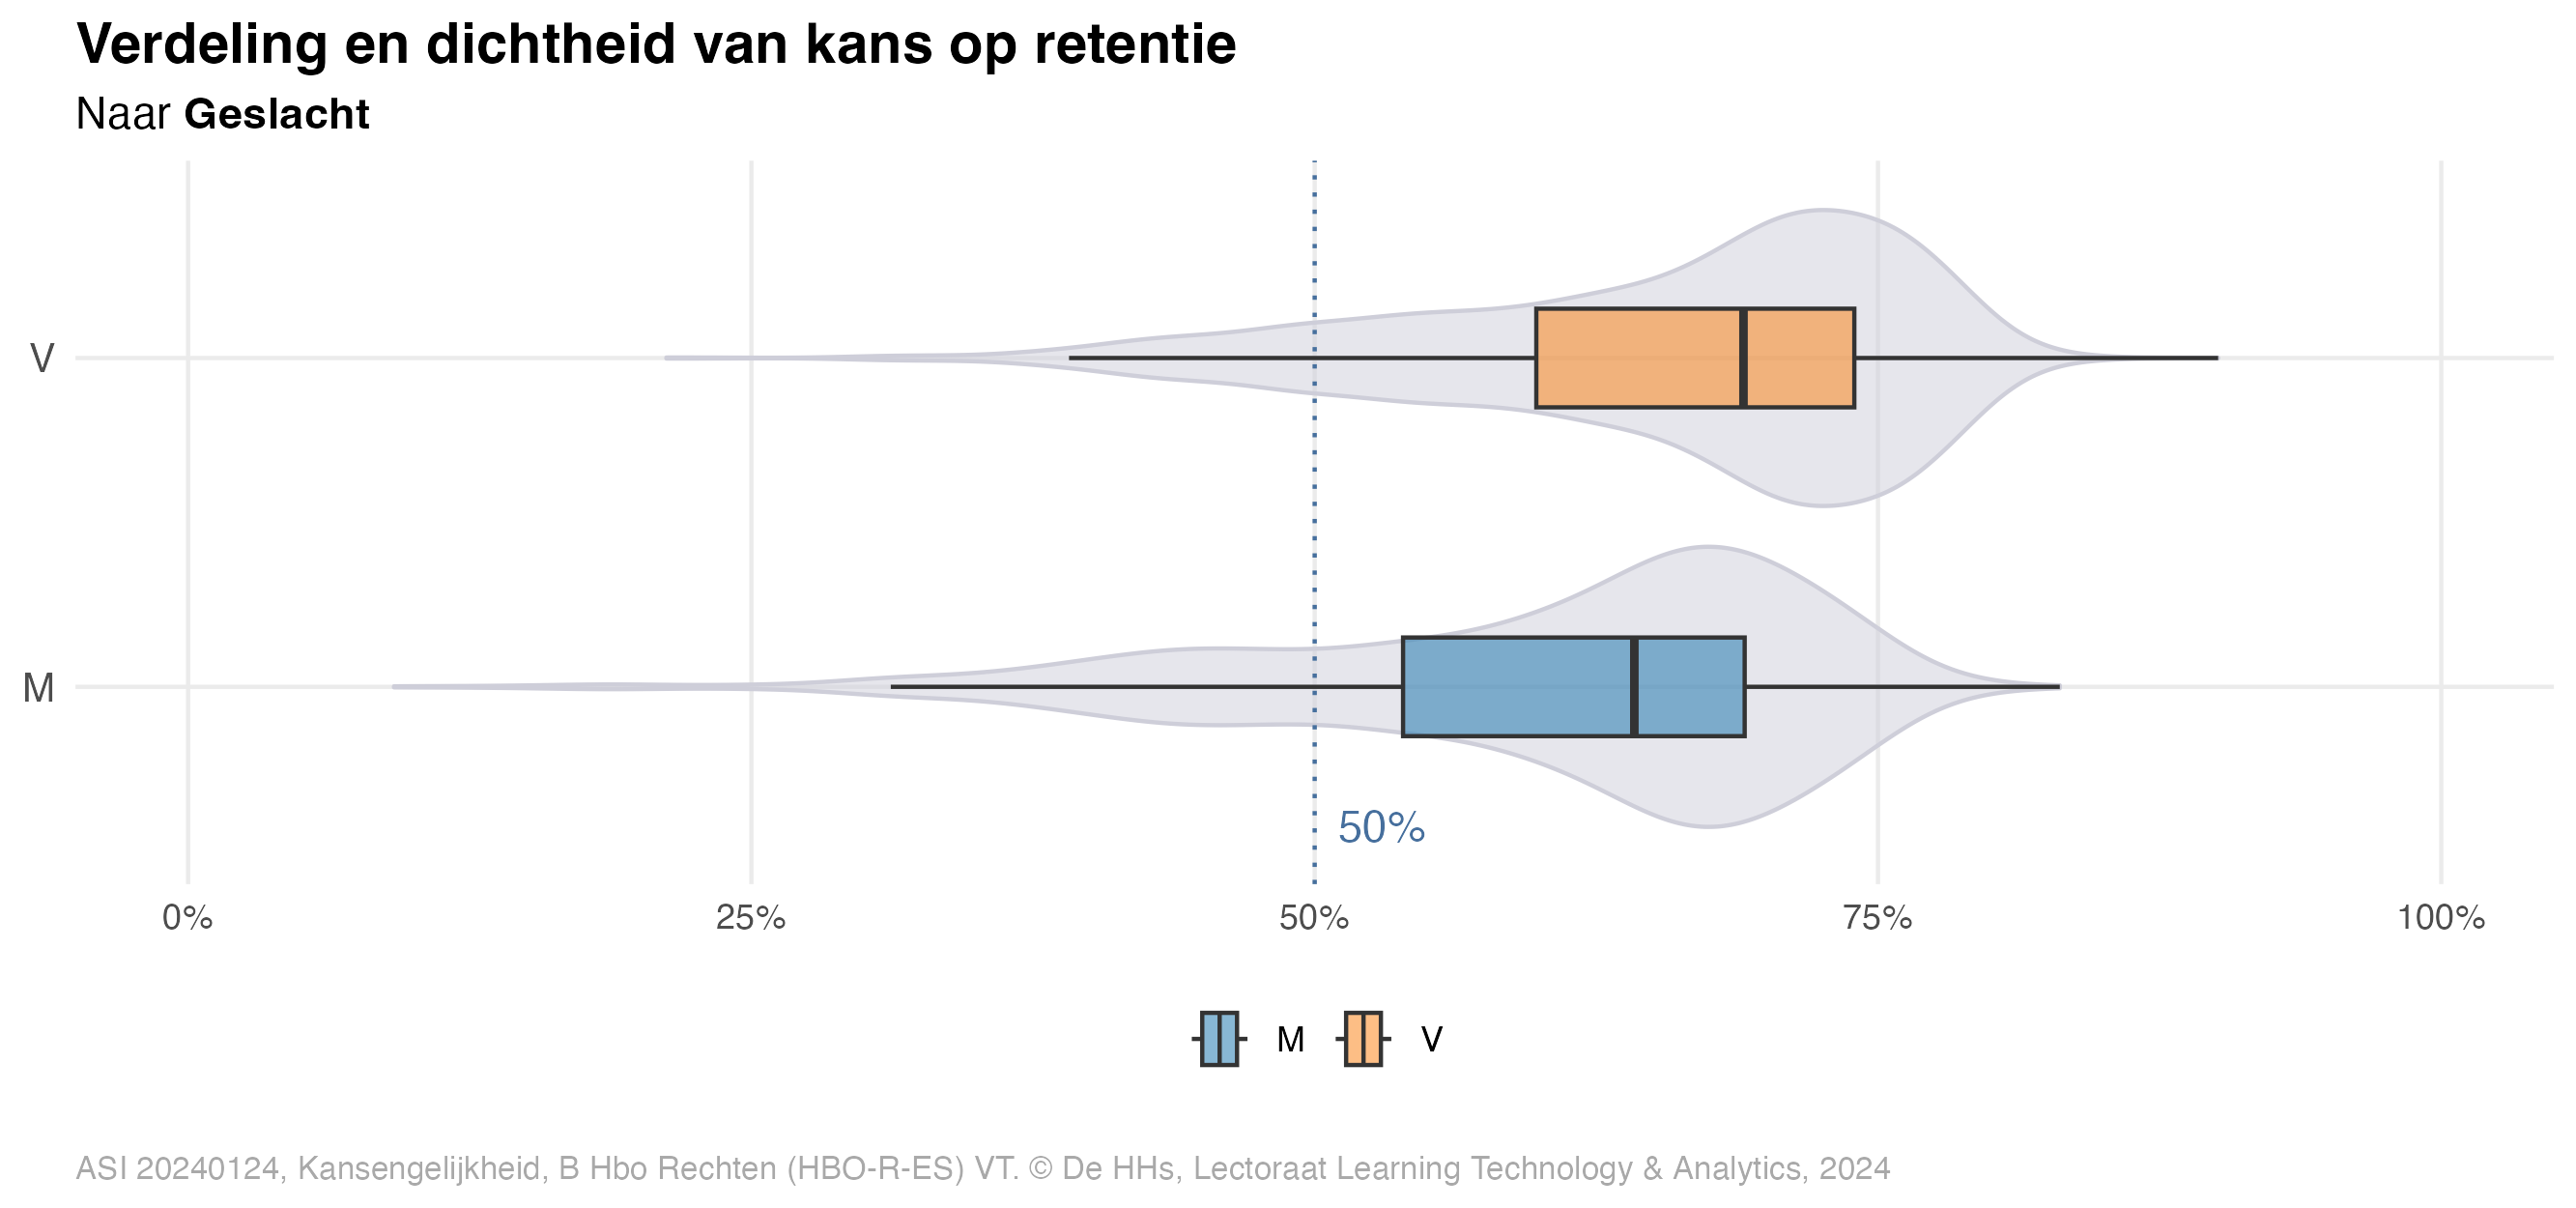 Verdeling en dichtheid van kans op retentie
Naar Geslacht
V
M
50%
0% 25% 50% 75% 100%
M V
ASI 20240124, Kansengelijkheid, B Hbo Rechten (HBO-R-ES) VT. © De HHs, Lectoraat Learning Technology & Analytics, 2024